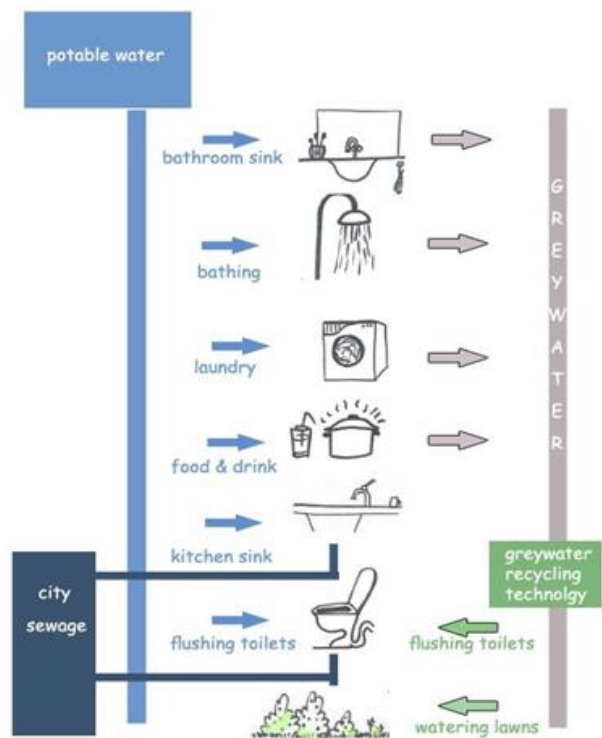 potable water
bathroom sink
bathing
laundry
food & drink
kitchen sink
flushing toilets
city
sewage
GREYWATER
greywater
recycling
technolgy
flushing toilets
watering lawns